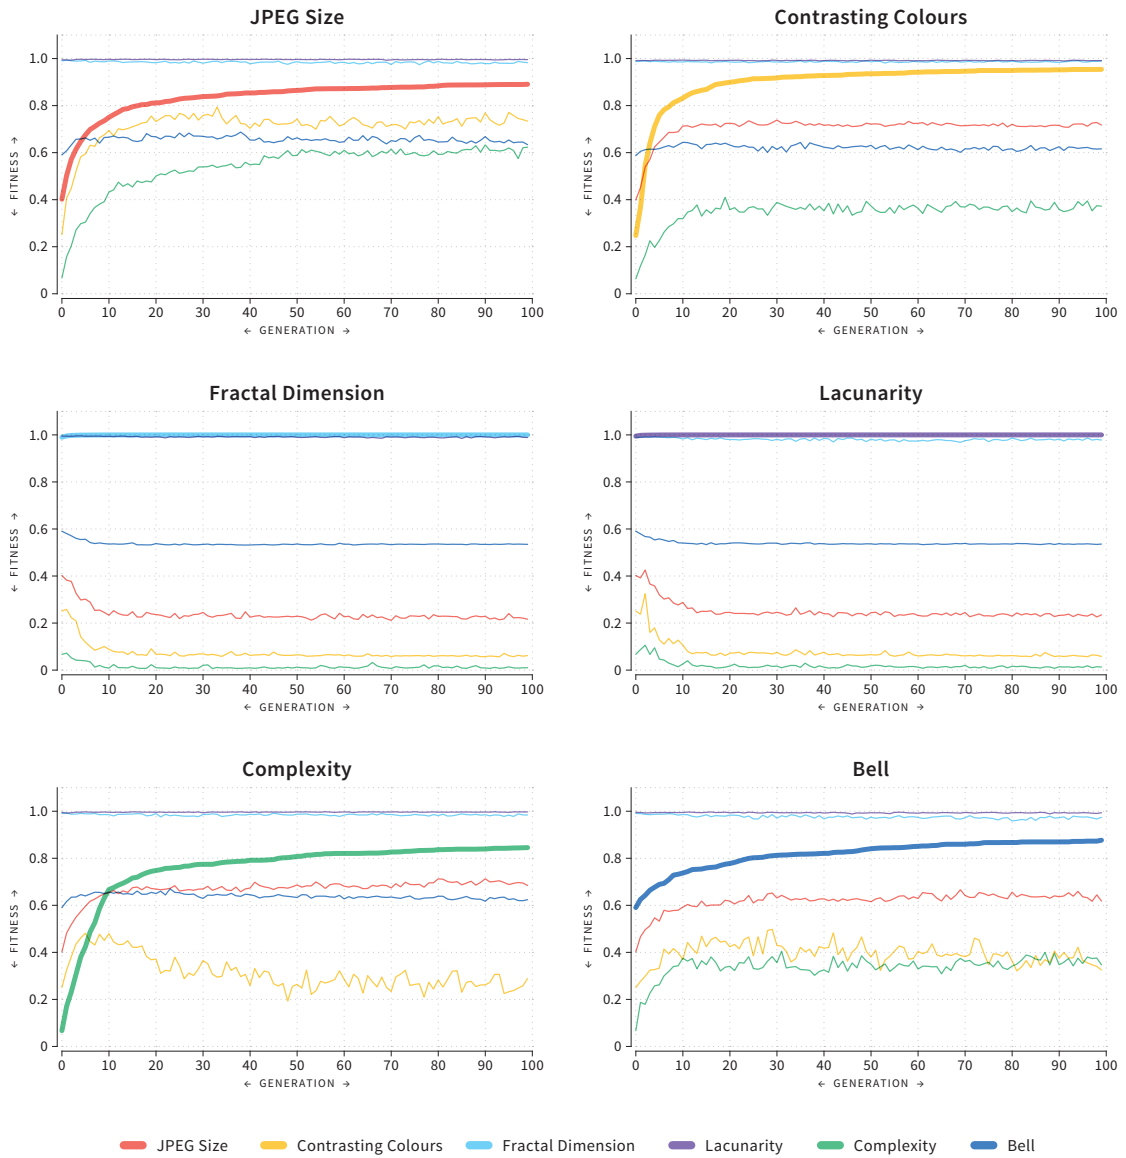 JPEG Size
Contrasting Colours
1.0
0.8
0.6
0.4
0.2
0
← FITNESS →
0 10 20 30 40 50 60 70 80 90 100
← GENERATION →
1.0
0.8
0.6
0.4
0.2
0
← FITNESS →
0 10 20 30 40 50 60 70 80 90 100
← GENERATION →
Fractal Dimension
Lacunarity
1.0
0.8
0.6
0.4
0.2
0
← FITNESS →
0 10 20 30 40 50 60 70 80 90 100
← GENERATION →
1.0
0.8
0.6
0.4
0.2
0
← FITNESS →
0 10 20 30 40 50 60 70 80 90 100
← GENERATION →
Complexity
Bell
1.0
0.8
0.6
0.4
0.2
0
← FITNESS →
0 10 20 30 40 50 60 70 80 90 100
← GENERATION →
1.0
0.8
0.6
0.4
0.2
0
← FITNESS →
0 10 20 30 40 50 60 70 80 90 100
← GENERATION →
JPEG Size Contrasting Colours Fractal Dimension Lacunarity Complexity Bell